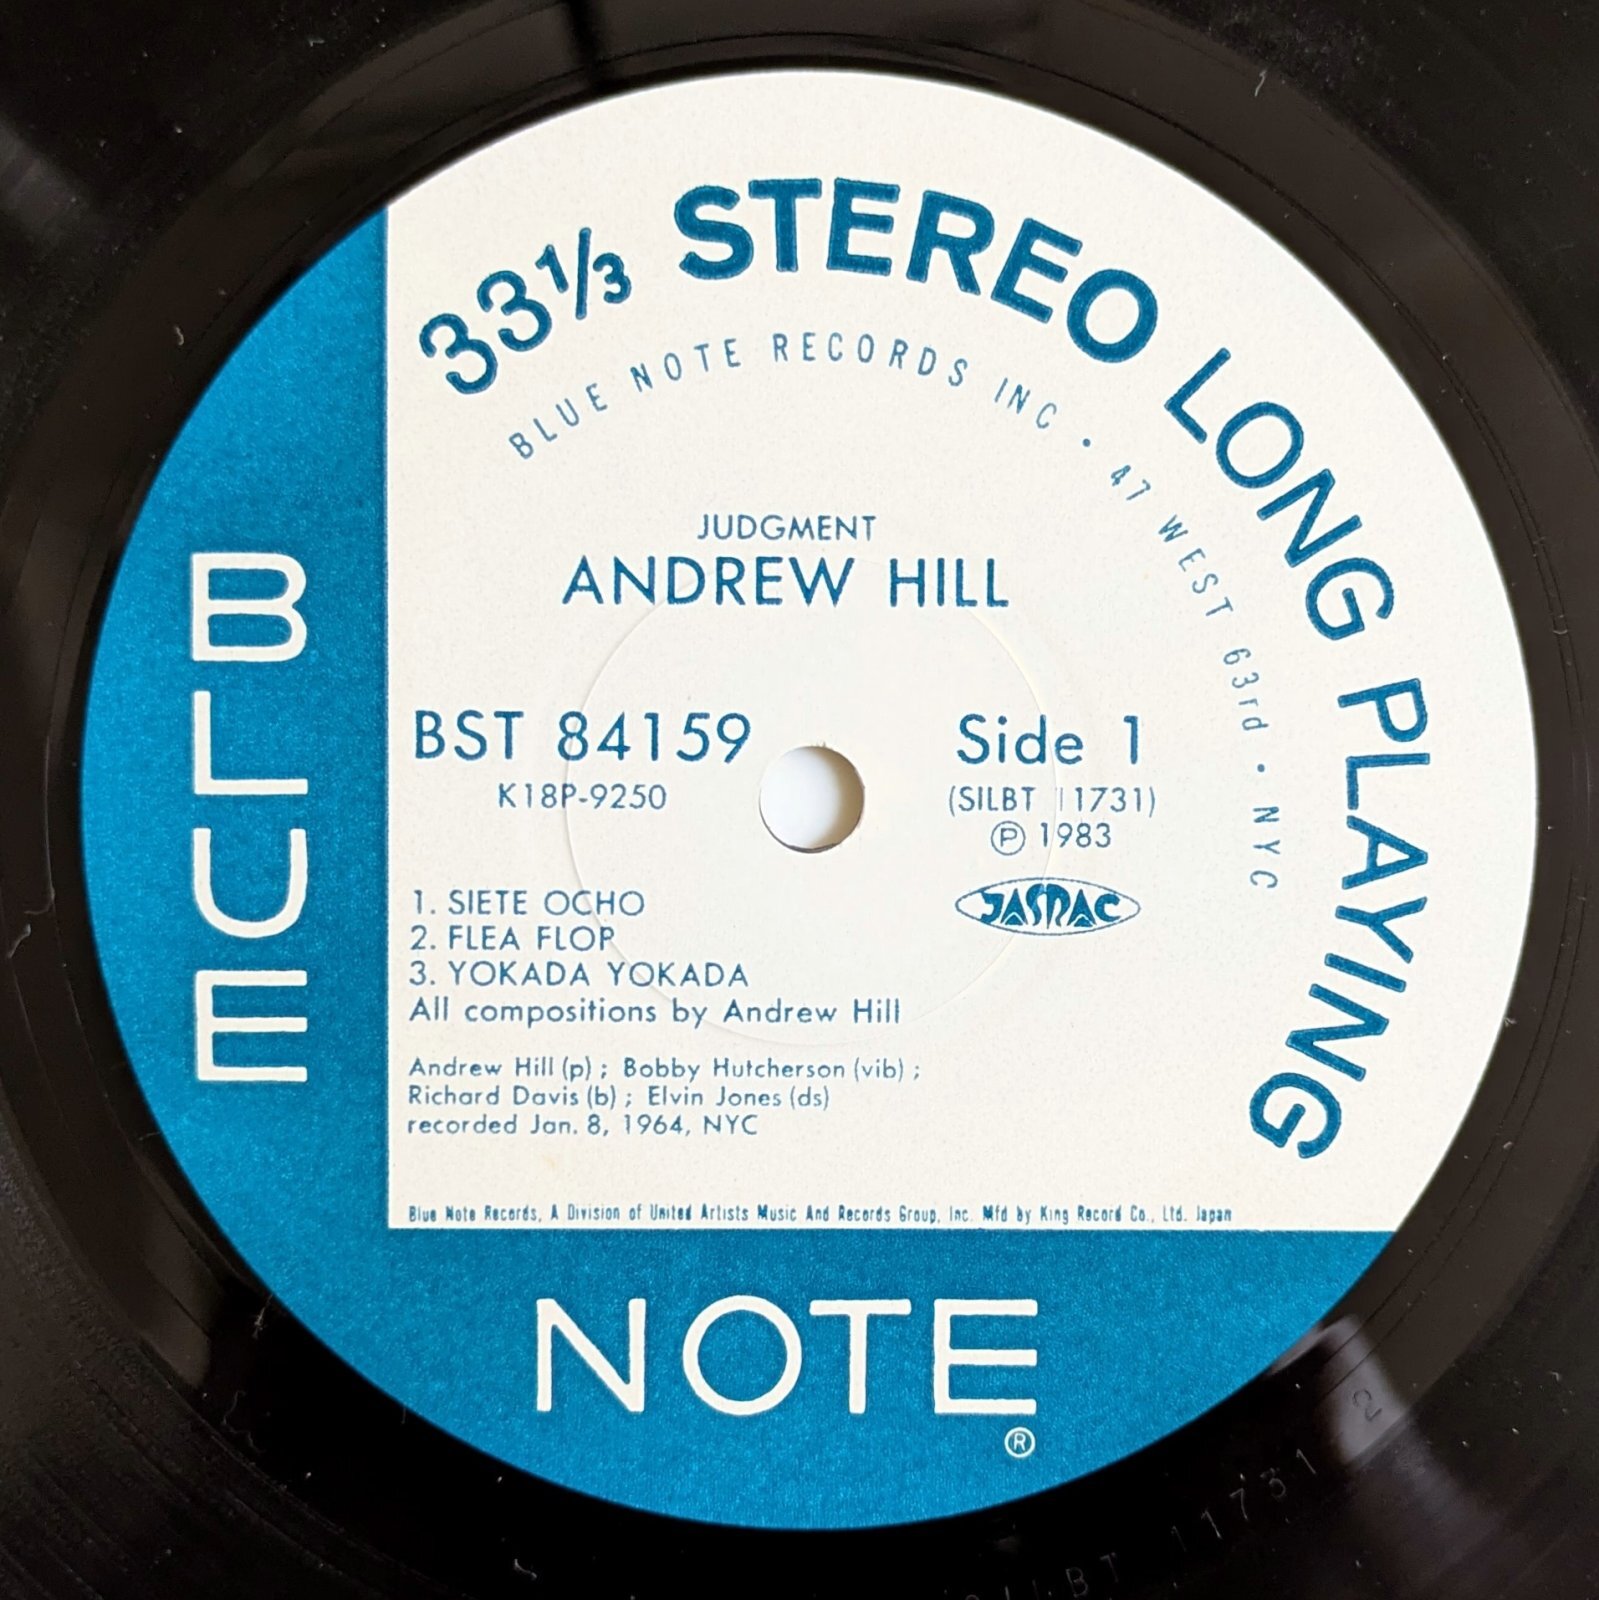 33⅓ STEREO LONG PLAYING
BLUE NOTE RECORDS INC • 47 WEST 63rd • NYC
JUDGMENT
ANDREW HILL
BST 84159
K18P-9250
Side 1
(SILBT 11731)
Ⓟ 1983
JASRAC
1. SIETE OCHO
2. FLEA FLOP
3. YOKADA YOKADA
All compositions by Andrew Hill
Andrew Hill (p) ; Bobby Hutcherson (vib) ;
Richard Davis (b) ; Elvin Jones (ds)
recorded Jan. 8, 1964, NYC
Blue Note Records, A Division of United Artists Music And Records Group, Inc. Mfd by King Record Co., Ltd. Japan
BLUE
NOTE
®
SILBT 11731 2